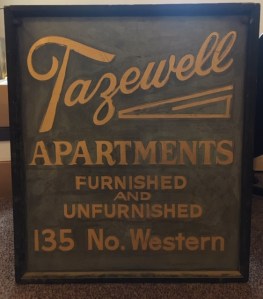 Tazewell
APARTMENTS
FURNISHED
AND
UNFURNISHED
135 No. Western